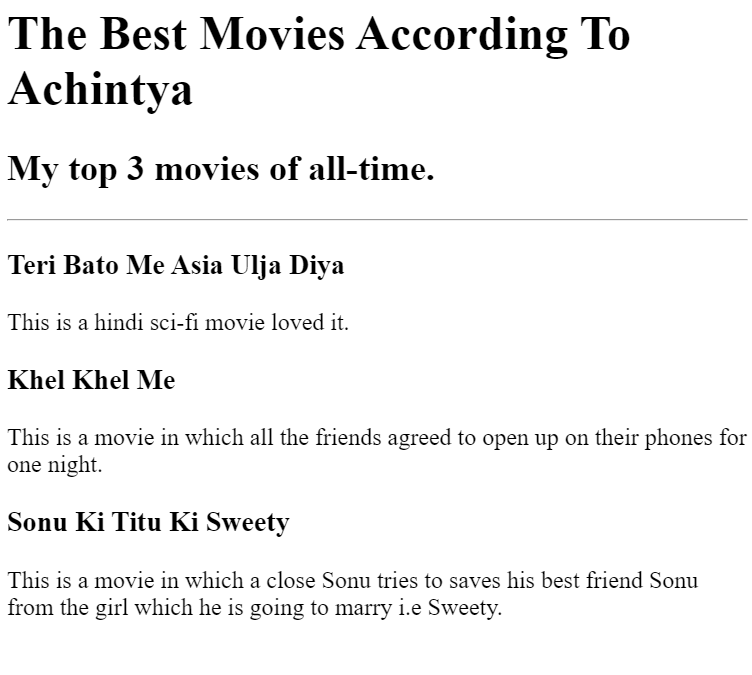 The Best Movies According To
Achintya
My top 3 movies of all-time.
Teri Bato Me Asia Ulja Diya
This is a hindi sci-fi movie loved it.
Khel Khel Me
This is a movie in which all the friends agreed to open up on their phones for
one night.
Sonu Ki Titu Ki Sweety
This is a movie in which a close Sonu tries to saves his best friend Sonu
from the girl which he is going to marry i.e Sweety.